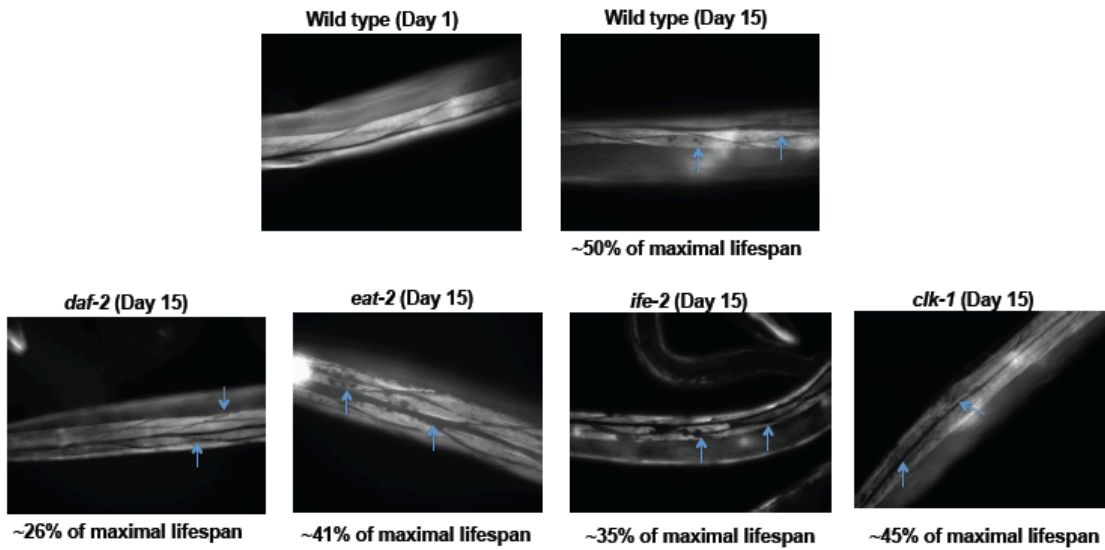 Wild type (Day 1)
Wild type (Day 15)
~50% of maximal lifespan
daf-2 (Day 15)
eat-2 (Day 15)
ife-2 (Day 15)
clk-1 (Day 15)
~26% of maximal lifespan
~41% of maximal lifespan
~35% of maximal lifespan
~45% of maximal lifespan